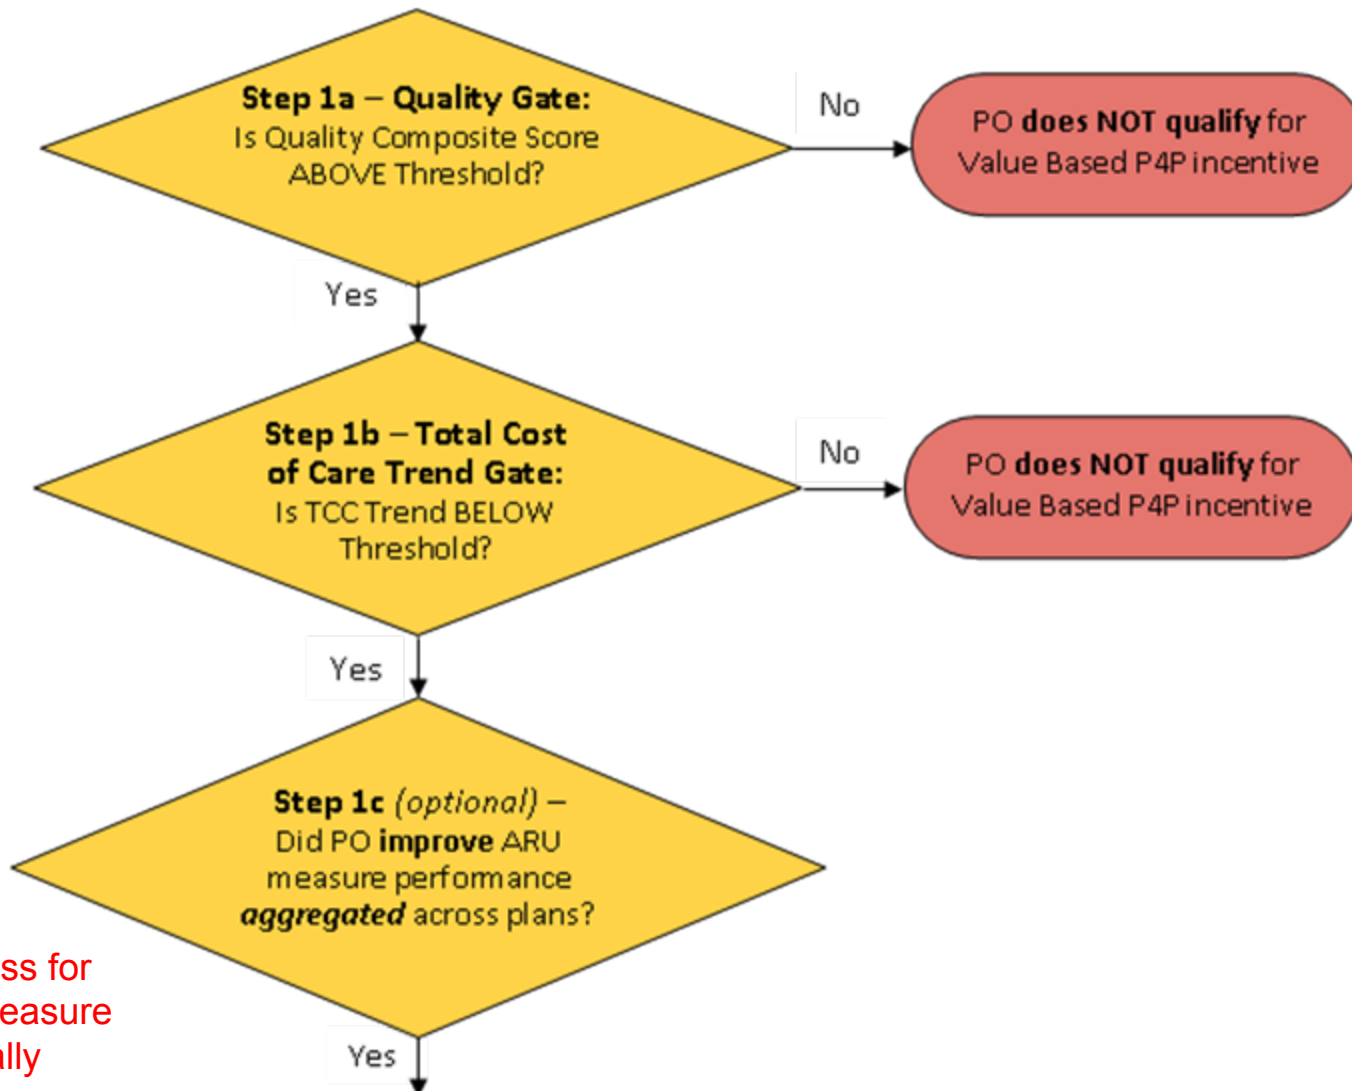 Step 1a – Quality Gate:
Is Quality Composite Score
ABOVE Threshold?
No
PO does NOT qualify for
Value Based P4P incentive
Yes
Step 1b – Total Cost
of Care Trend Gate:
Is TCC Trend BELOW
Threshold?
No
PO does NOT qualify for
Value Based P4P incentive
Yes
Step 1c (optional) –
Did PO improve ARU
measure performance
aggregated across plans?
for
Yes